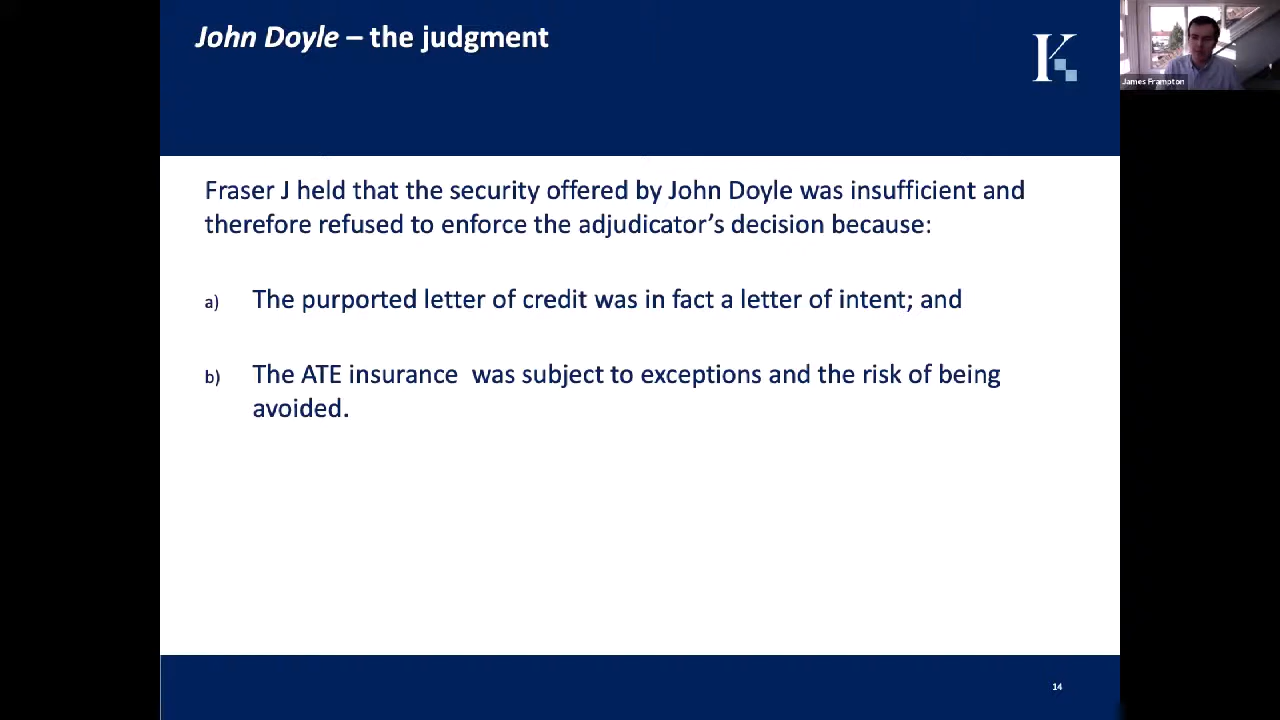 John Doyle – the judgment
K
James Frampton
Fraser J held that the security offered by John Doyle was insufficient and
therefore refused to enforce the adjudicator’s decision because:
a) The purported letter of credit was in fact a letter of intent; and
b) The ATE insurance  was subject to exceptions and the risk of being
avoided.
14